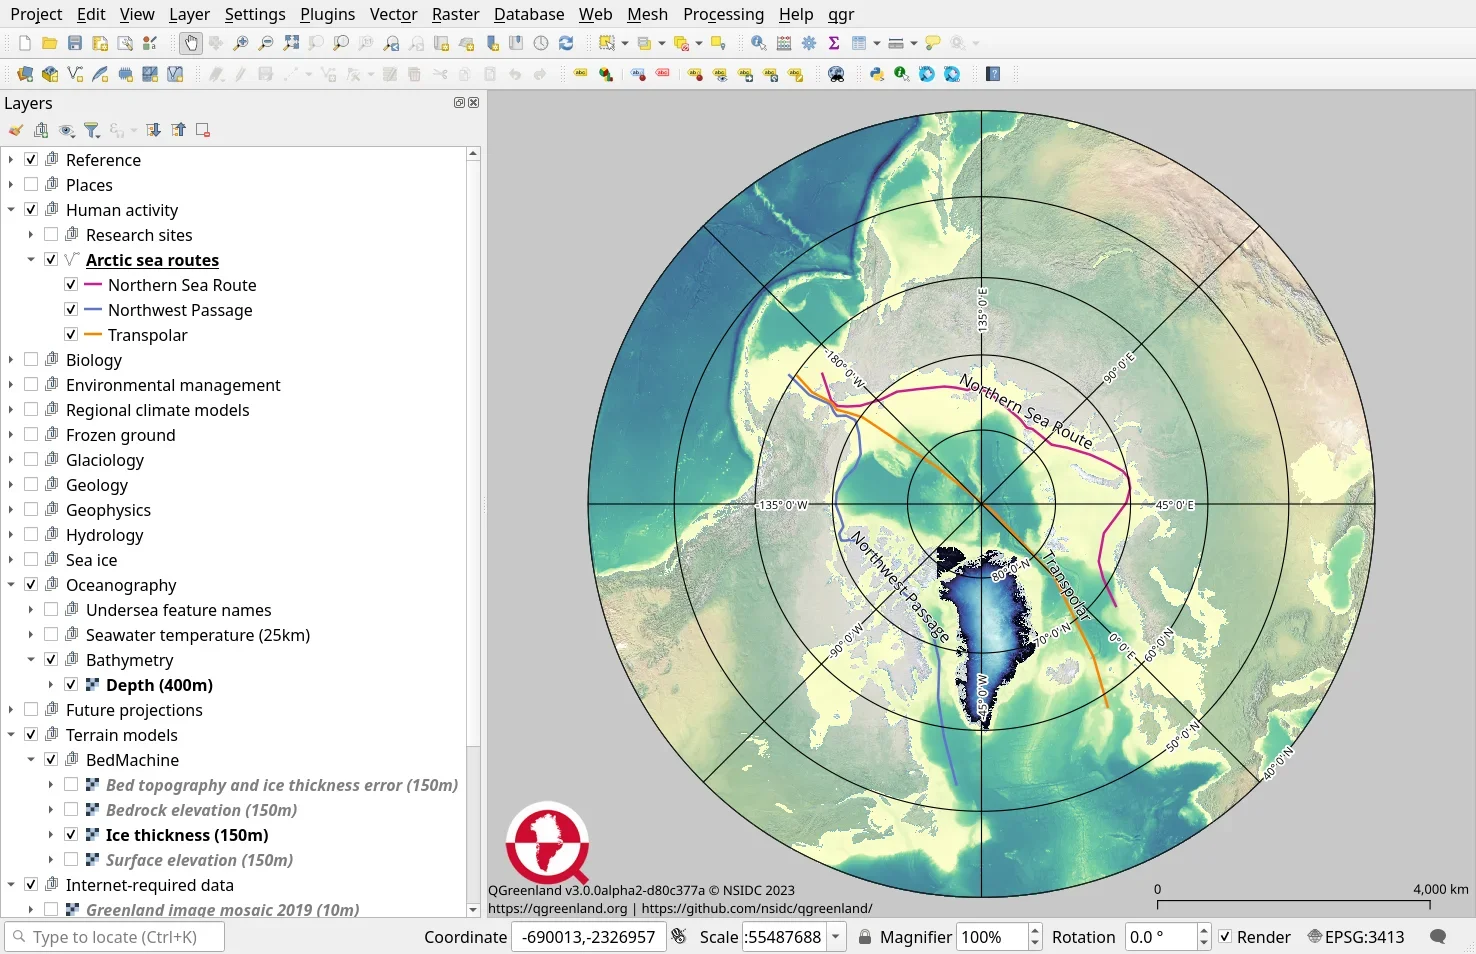 Project Edit View Layer Settings Plugins Vector Raster Database Web Mesh Processing Help qgr
Layers
Reference
Places
Human activity
Research sites
Arctic sea routes
Northern Sea Route
Northwest Passage
Transpolar
Biology
Environmental management
Regional climate models
Frozen ground
Glaciology
Geology
Geophysics
Hydrology
Sea ice
Oceanography
Undersea feature names
Seawater temperature (25km)
Bathymetry
Depth (400m)
Future projections
Terrain models
BedMachine
Bed topography and ice thickness error (150m)
Bedrock elevation (150m)
Ice thickness (150m)
Surface elevation (150m)
Internet-required data
Greenland image mosaic 2019 (10m)
135° 0'E
-180° 0'W
90° 0'E
Northern Sea Route
-135° 0'W
45° 0'E
Northwest Passage
80° 0'N
Transpolar
70° 0'N
0° 0'E
60° 0'N
-90° 0'W
-45° 0'W
50° 0'N
40° 0'N
QGreenland v3.0.0alpha2-d80c377a © NSIDC 2023
https://qgreenland.org | https://github.com/nsidc/qgreenland/
0 4,000 km
Type to locate (Ctrl+K) Coordinate -690013,-2326957 Scale :55487688 Magnifier 100% Rotation 0.0 ° Render EPSG:3413